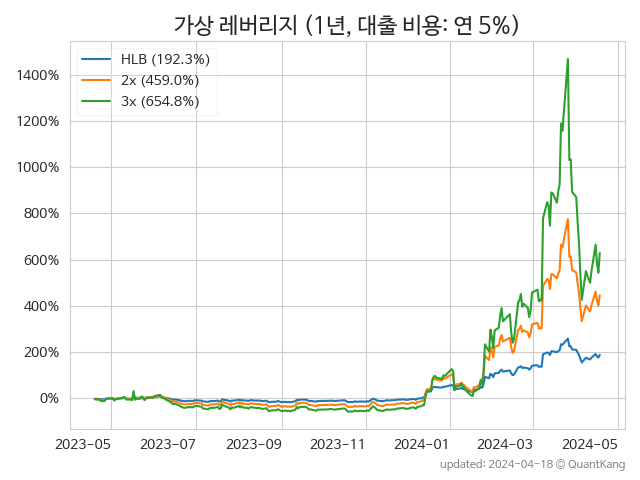 가상 레버리지 (1년, 대출 비용: 연 5%)
HLB (192.3%)
2x (459.0%)
3x (654.8%)
1400%
1200%
1000%
800%
600%
400%
200%
0%
2023-05 2023-07 2023-09 2023-11 2024-01 2024-03 2024-05
updated: 2024-04-18 © QuantKang